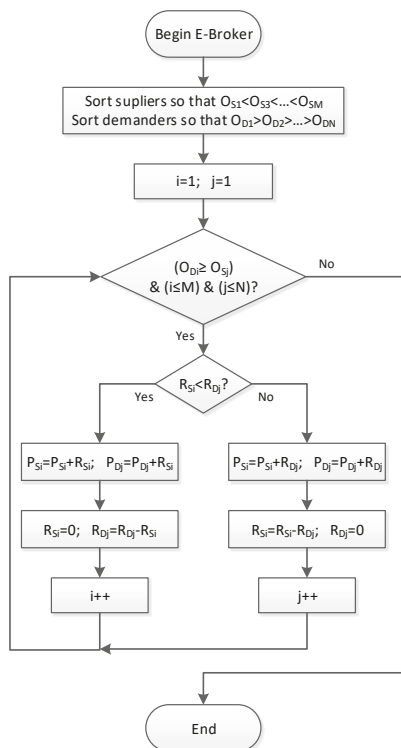 Begin E-Broker
Sort supliers so that O_S1<O_S3<...<O_SM
Sort demanders so that O_D1>O_D2>...>O_DN
i=1; j=1
(O_Di≥ O_Sj)
& (i≤M) & (j≤N)?
No
Yes
R_Si<R_Dj?
Yes
No
P_Si=P_Si+R_Si; P_Dj=P_Dj+R_Si
P_Si=P_Si+R_Dj; P_Dj=P_Dj+R_Dj
R_Si=0; R_Dj=R_Dj-R_Si
R_Si=R_Si-R_Dj; R_Dj=0
i++
j++
End